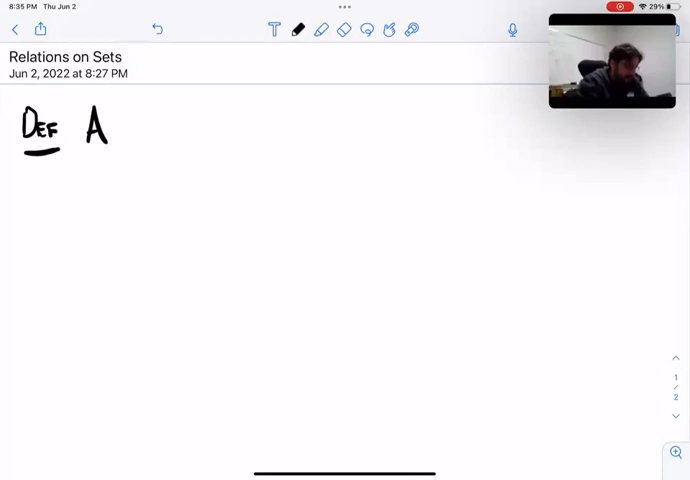 8:35 PM Thu Jun 2
29%
Relations on Sets
Jun 2, 2022 at 8:27 PM
DEF A
1
/
2